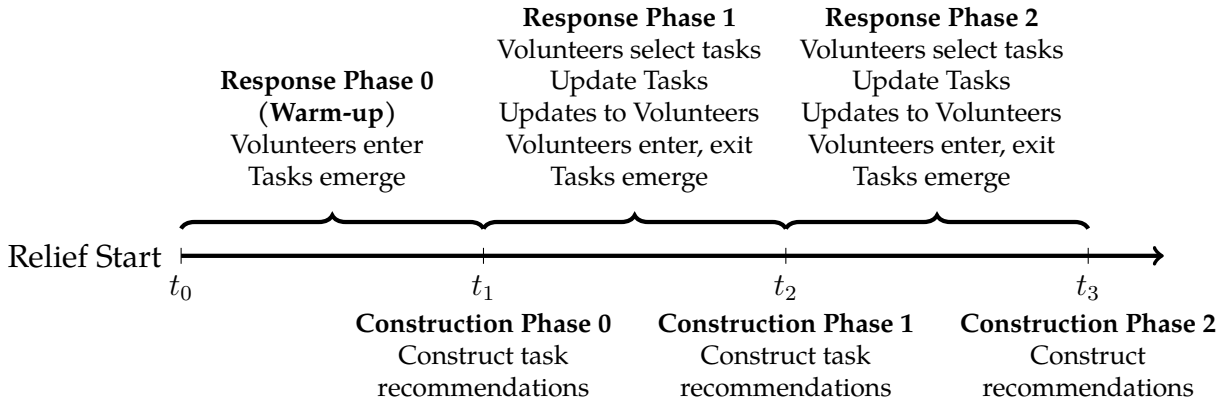 Response Phase 0
(Warm-up)
Volunteers enter
Tasks emerge
Response Phase 1
Volunteers select tasks
Update Tasks
Updates to Volunteers
Volunteers enter, exit
Tasks emerge
Response Phase 2
Volunteers select tasks
Update Tasks
Updates to Volunteers
Volunteers enter, exit
Tasks emerge
Relief Start
t0
t1
t2
t3
Construction Phase 0
Construct task
recommendations
Construction Phase 1
Construct task
recommendations
Construction Phase 2
Construct
recommendations